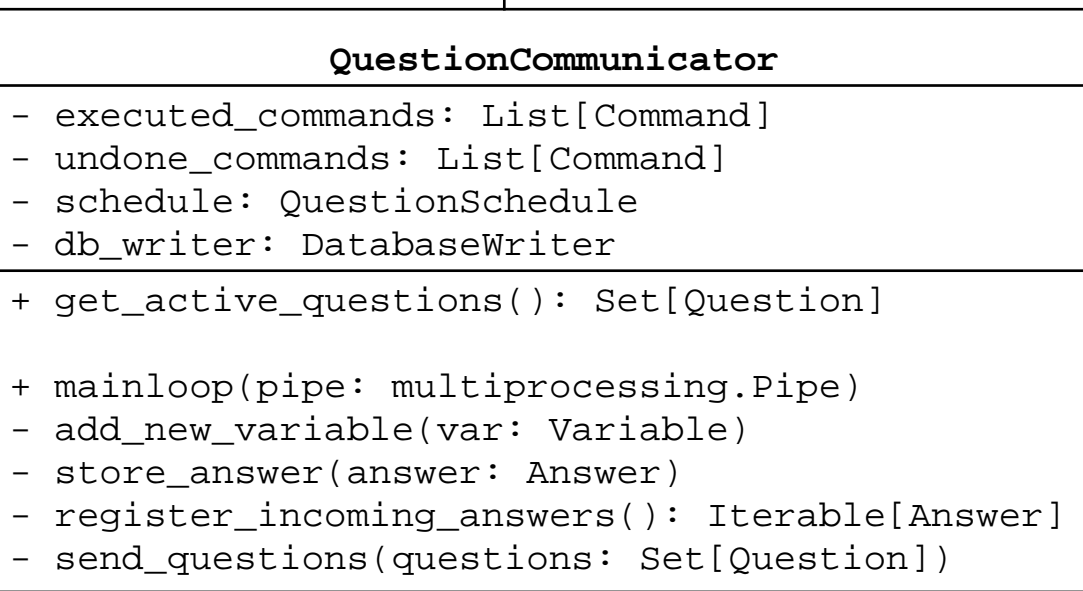 QuestionCommunicator
- executed_commands: List[Command]
- undone_commands: List[Command]
- schedule: QuestionSchedule
- db_writer: DatabaseWriter
+ get_active_questions(): Set[Question]
+ mainloop(pipe: multiprocessing.Pipe)
- add_new_variable(var: Variable)
- store_answer(answer: Answer)
- register_incoming_answers(): Iterable[Answer]
- send_questions(questions: Set[Question])